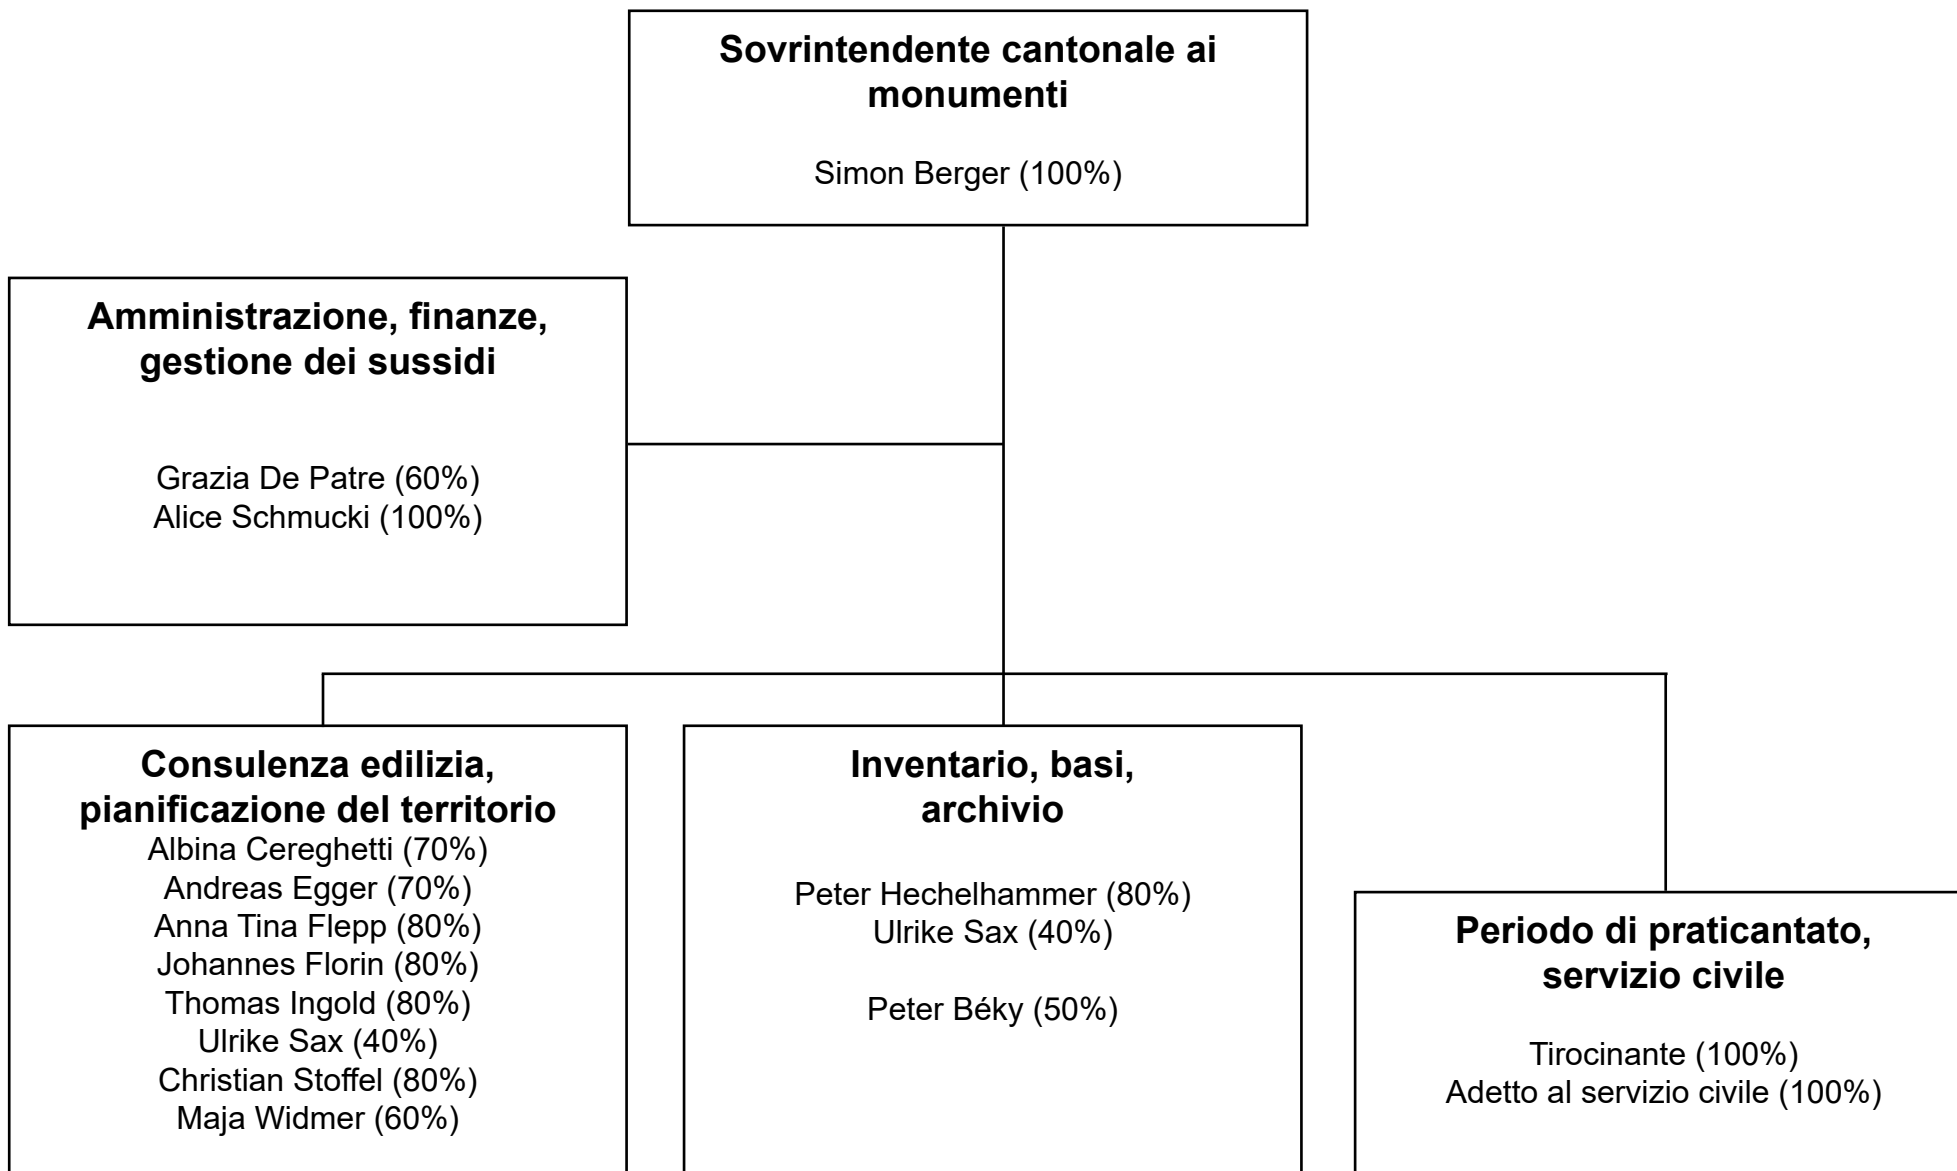 Sovrintendente cantonale ai
monumenti
Simon Berger (100%)
Amministrazione, finanze,
gestione dei sussidi
Grazia De Patre (60%)
Alice Schmucki (100%)
Consulenza edilizia,
pianificazione del territorio
Albina Cereghetti (70%)
Andreas Egger (70%)
Anna Tina Flepp (80%)
Johannes Florin (80%)
Thomas Ingold (80%)
Ulrike Sax (40%)
Christian Stoffel (80%)
Maja Widmer (60%)
Inventario, basi,
archivio
Peter Hechelhammer (80%)
Ulrike Sax (40%)
Peter Béky (50%)
Periodo di praticantato,
servizio civile
Tirocinante (100%)
Adetto al servizio civile (100%)